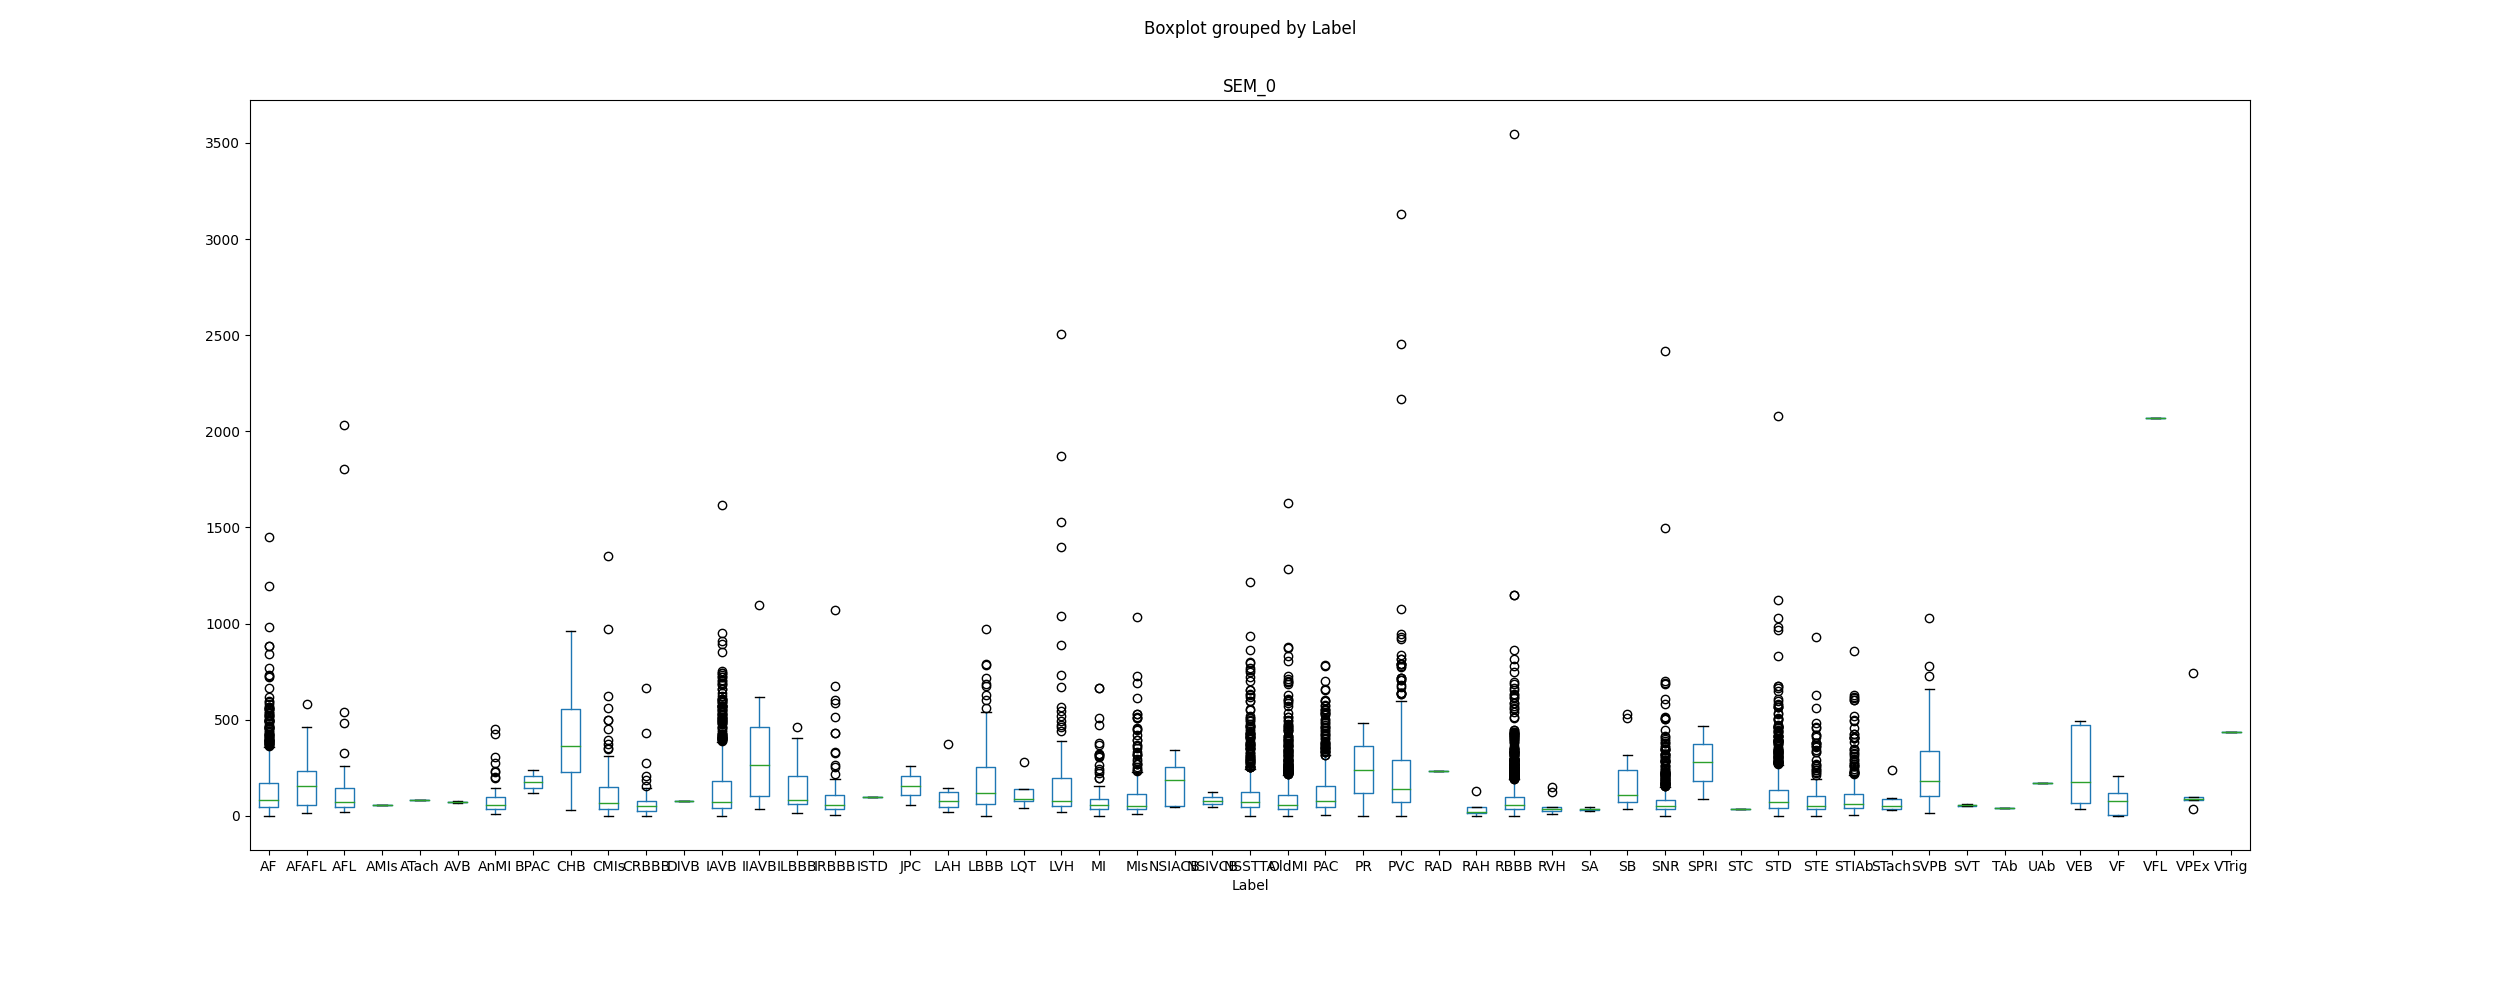 Boxplot grouped by Label
SEM_0
3500
3000
2500
2000
1500
1000
500
0
AF AFAFL AFL AMIs ATach AVB AnMI BPAC CHB CMIs CRBBB DIVB IAVB IIAVB ILBBB IRBBB ISTD JPC LAH LBBB LQT LVH MI MIs NSIACB NSIVCB NSSTTA OldMI PAC PR PVC RAD RAH RBBB RVH SA SB SNR SPRI STC STD STE STIAb STach SVPB SVT TAb UAb VEB VF VFL VPEx VTrig
Label